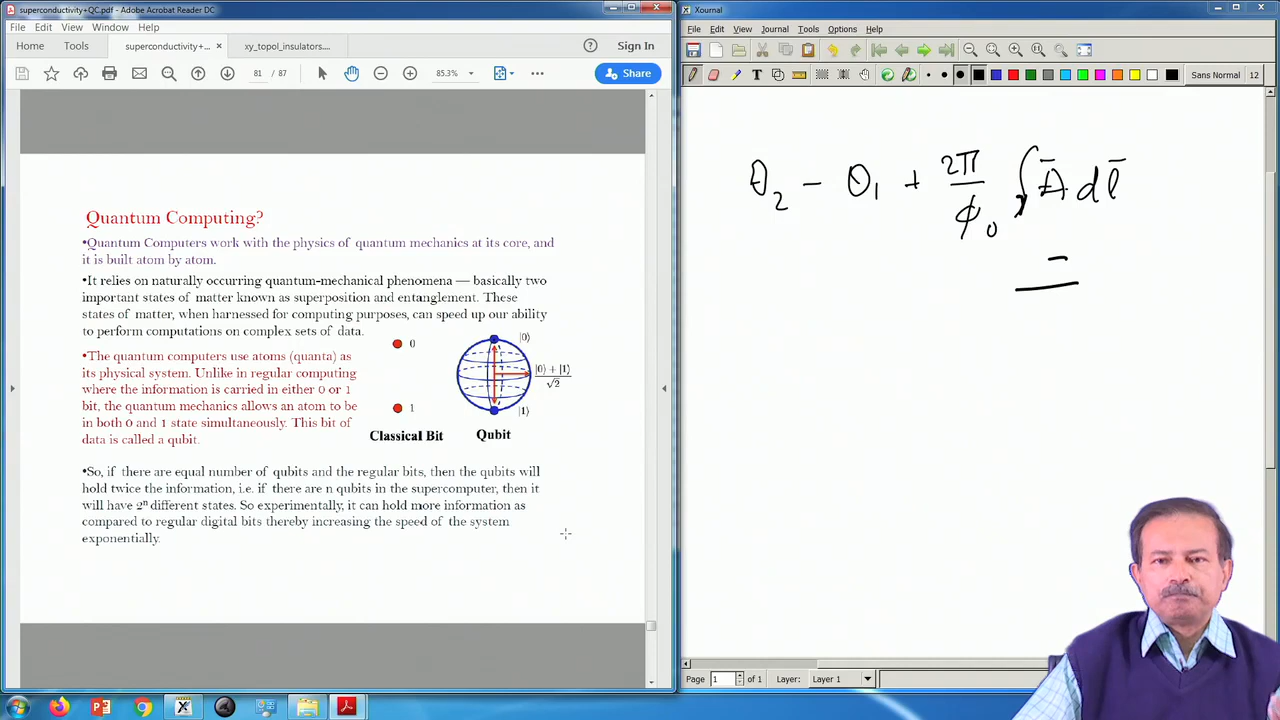 superconductivity+QC.pdf - Adobe Acrobat Reader DC
File Edit View Window Help
Home Tools superconductivity+... × xy_topol_insulators.... Sign In
81 / 87 85.3% Share
Quantum Computing?
•Quantum Computers work with the physics of quantum mechanics at its core, and
it is built atom by atom.
•It relies on naturally occurring quantum-mechanical phenomena — basically two
important states of matter known as superposition and entanglement. These
states of matter, when harnessed for computing purposes, can speed up our ability
to perform computations on complex sets of data.
•The quantum computers use atoms (quanta) as
its physical system. Unlike in regular computing
where the information is carried in either 0 or 1
bit, the quantum mechanics allows an atom to be
in both 0 and 1 state simultaneously. This bit of
data is called a qubit.
0
1
Classical Bit
|0⟩
|0⟩ + |1⟩
√2
|1⟩
Qubit
•So, if there are equal number of qubits and the regular bits, then the qubits will
hold twice the information, i.e. if there are n qubits in the supercomputer, then it
will have 2ⁿ different states. So experimentally, it can hold more information as
compared to regular digital bits thereby increasing the speed of the system
exponentially.
Xournal
File Edit View Journal Tools Options Help
Sans Normal 12
θ₂ − θ₁ + 2π/ϕ₀ ∫ Ā dl̄
Page 1 of 1 Layer: Layer 1